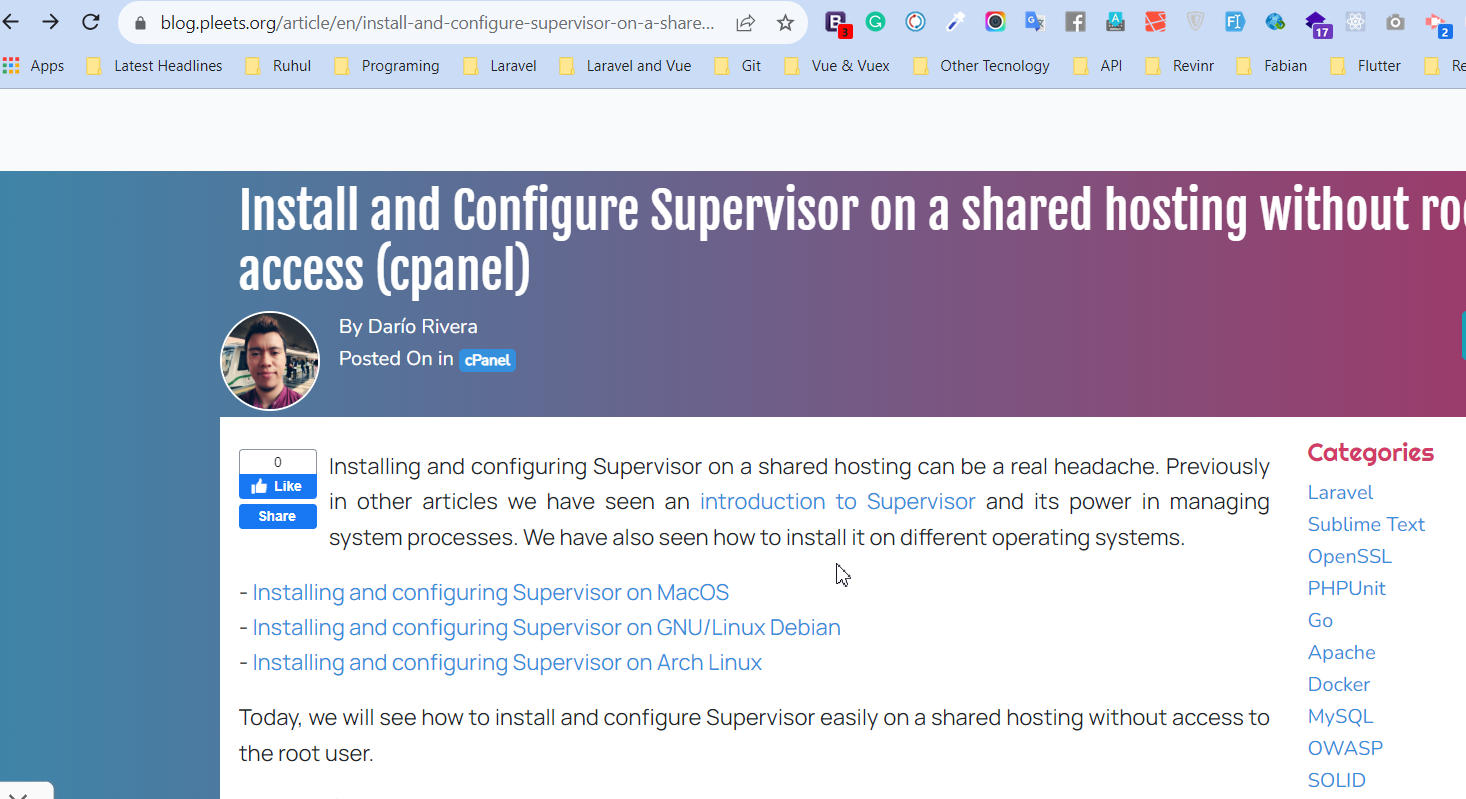 blog.pleets.org/article/en/install-and-configure-supervisor-on-a-share...
3
17
2
Apps Latest Headlines Ruhul Programing Laravel Laravel and Vue Git Vue & Vuex Other Tecnology API Revinr Fabian Flutter Re
Install and Configure Supervisor on a shared hosting without roo
access (cpanel)
By Darío Rivera
Posted On in cPanel
0
Like
Share
Installing and configuring Supervisor on a shared hosting can be a real headache. Previously
in other articles we have seen an introduction to Supervisor and its power in managing
system processes. We have also seen how to install it on different operating systems.
- Installing and configuring Supervisor on MacOS
- Installing and configuring Supervisor on GNU/Linux Debian
- Installing and configuring Supervisor on Arch Linux
Today, we will see how to install and configure Supervisor easily on a shared hosting without access to
the root user.
Categories
Laravel
Sublime Text
OpenSSL
PHPUnit
Go
Apache
Docker
MySQL
OWASP
SOLID